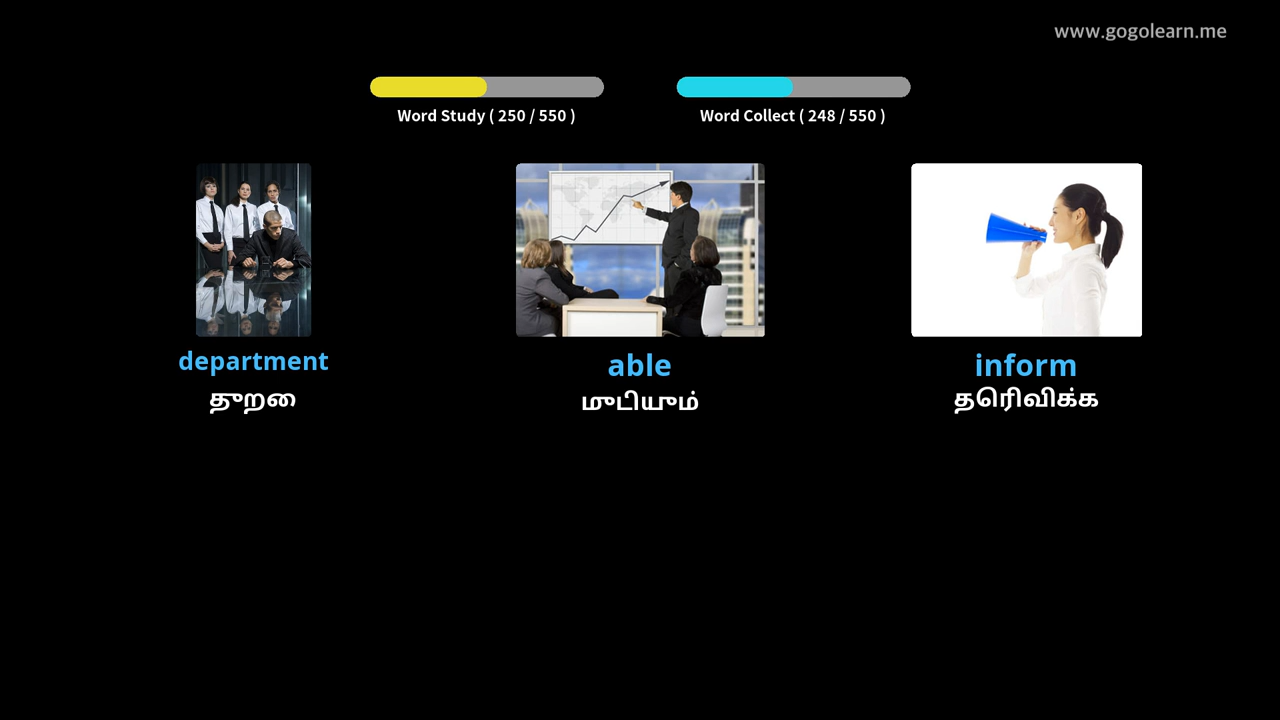 www.gogolearn.me
Word Study ( 250 / 550 )
Word Collect ( 248 / 550 )
department
able
inform
துறை
முடியும்
தெரிவிக்க